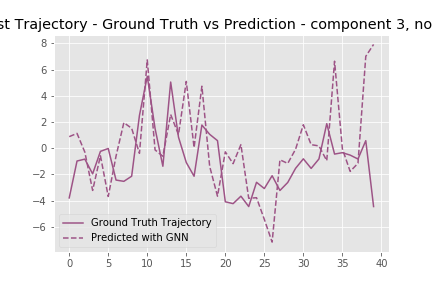 st Trajectory - Ground Truth vs Prediction - component 3, no
8
6
4
2
0
−2
−4
−6
Ground Truth Trajectory
Predicted with GNN
0 5 10 15 20 25 30 35 40